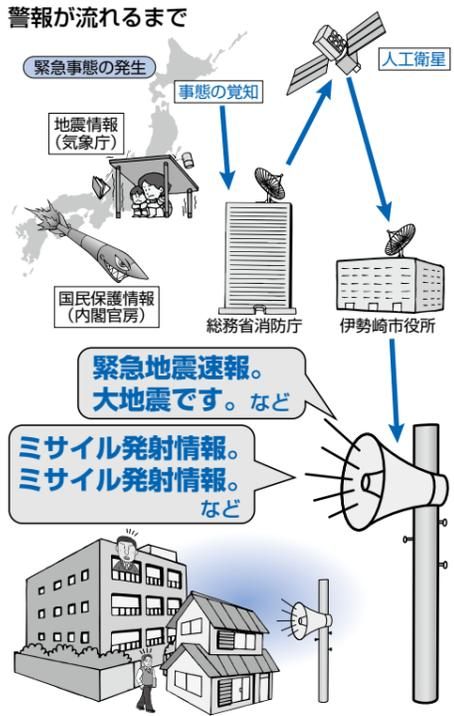 警報が流れるまで
緊急事態の発生
事態の覚知
人工衛星
地震情報
（気象庁）
国民保護情報
（内閣官房）
総務省消防庁
伊勢崎市役所
緊急地震速報。
大地震です。など
ミサイル発射情報。
ミサイル発射情報。
など